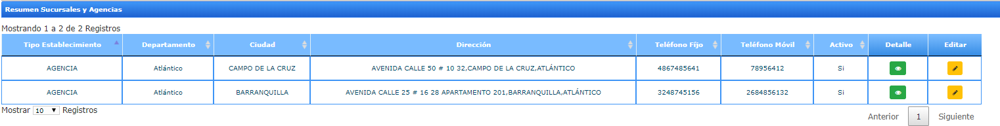 Resumen Sucursales y Agencias
Mostrando 1 a 2 de 2 Registros
Tipo Establecimiento Departamento Ciudad Dirección Teléfono Fíjo Teléfono Móvil Activo Detalle Editar
AGENCIA Atlántico CAMPO DE LA CRUZ AVENIDA CALLE 50 # 10 32,CAMPO DE LA CRUZ,ATLÁNTICO 4867485641 78956412 Si
AGENCIA Atlántico BARRANQUILLA AVENIDA CALLE 25 # 16 28 APARTAMENTO 201,BARRANQUILLA,ATLÁNTICO 3248745156 2684856132 Si
Mostrar 10 Registros Anterior 1 Siguiente